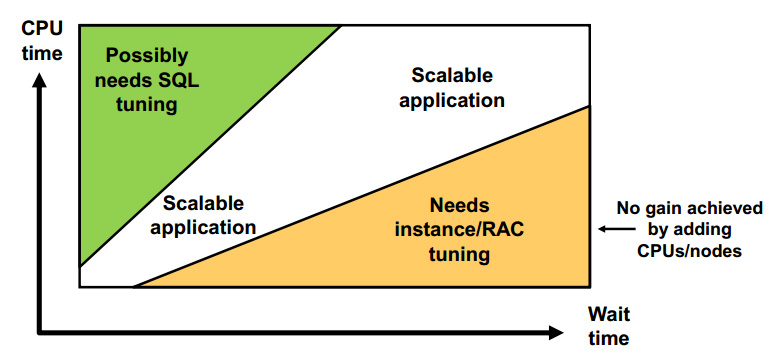 CPU
time
Possibly
needs SQL
tuning
Scalable
application
Scalable
application
Needs
instance/RAC
tuning
No gain achieved
by adding
CPUs/nodes
Wait
time